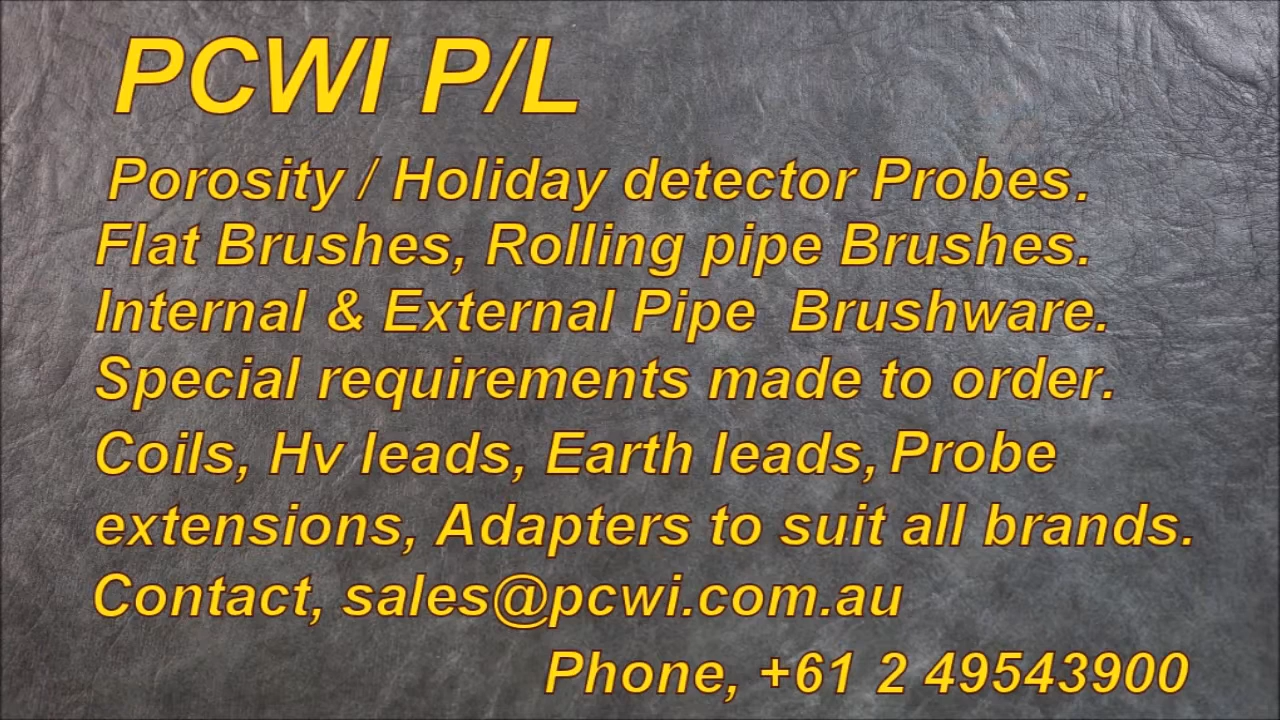 PCWI P/L
Porosity / Holiday detector Probes.
Flat Brushes, Rolling pipe Brushes.
Internal & External Pipe Brushware.
Special requirements made to order.
Coils, Hv leads, Earth leads, Probe
extensions, Adapters to suit all brands.
Contact, sales@pcwi.com.au
Phone, +61 2 49543900